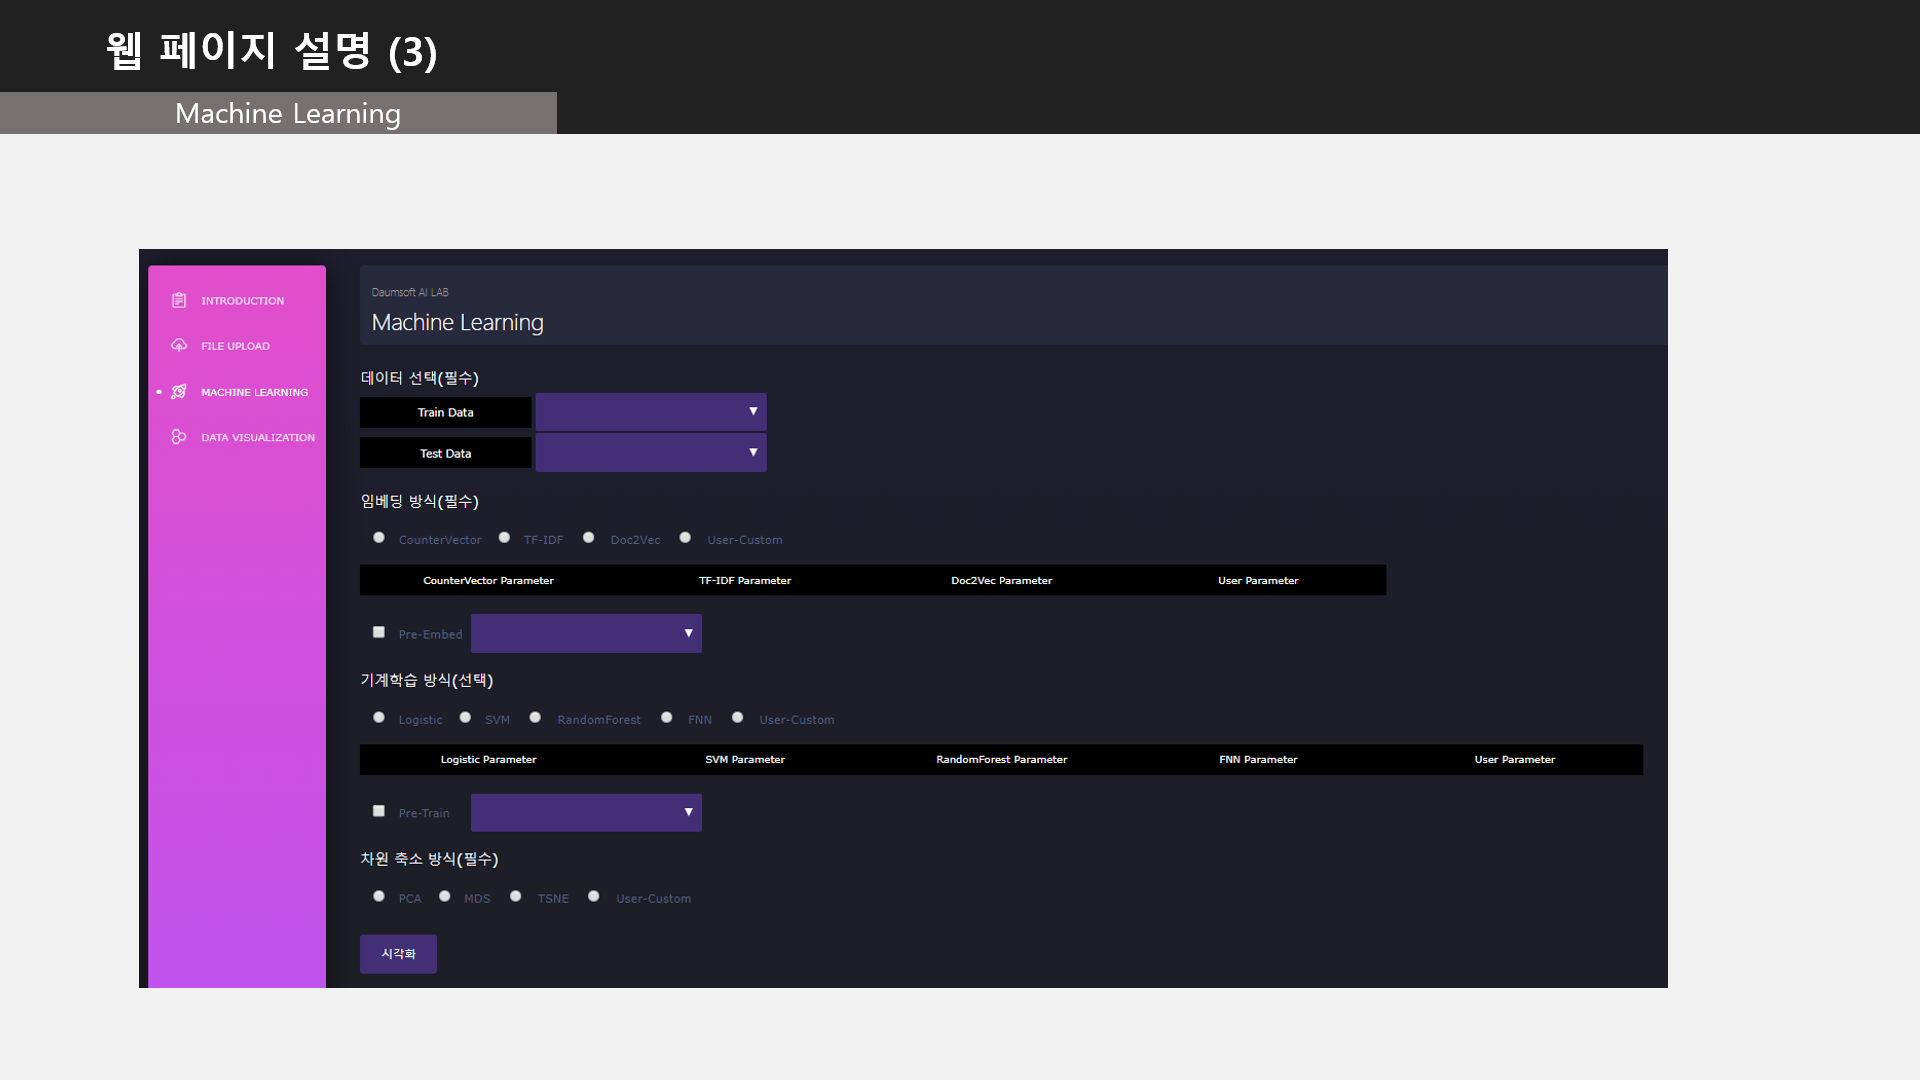 웹 페이지 설명 (3)
Machine Learning
INTRODUCTION
FILE UPLOAD
MACHINE LEARNING
DATA VISUALIZATION
Daumsoft AI LAB
Machine Learning
데이터 선택(필수)
Train Data ▼
Test Data ▼
임베딩 방식(필수)
CounterVector TF-IDF Doc2Vec User-Custom
CounterVector Parameter TF-IDF Parameter Doc2Vec Parameter User Parameter
Pre-Embed ▼
기계학습 방식(선택)
Logistic SVM RandomForest FNN User-Custom
Logistic Parameter SVM Parameter RandomForest Parameter FNN Parameter User Parameter
Pre-Train ▼
차원 축소 방식(필수)
PCA MDS TSNE User-Custom
시각화